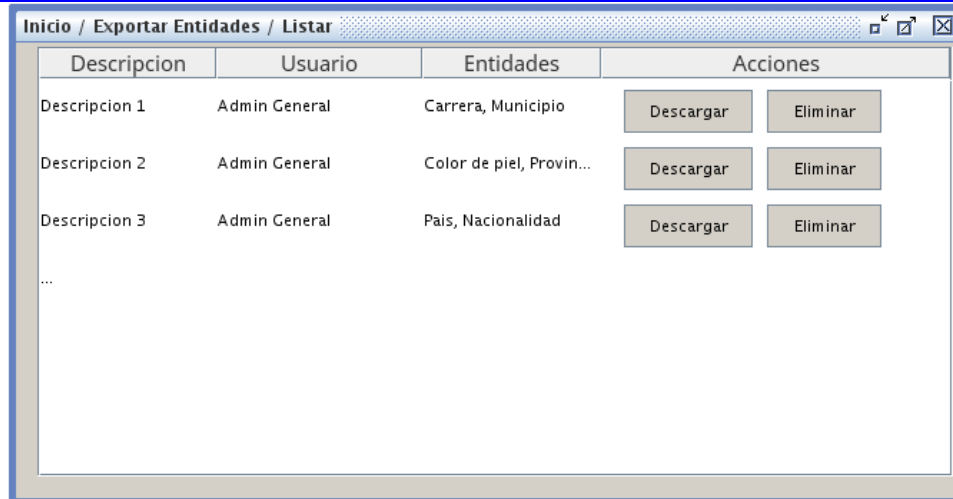 Inicio / Exportar Entidades / Listar
Descripcion Usuario Entidades Acciones
Descripcion 1 Admin General Carrera, Municipio Descargar Eliminar
Descripcion 2 Admin General Color de piel, Provin... Descargar Eliminar
Descripcion 3 Admin General Pais, Nacionalidad Descargar Eliminar
...